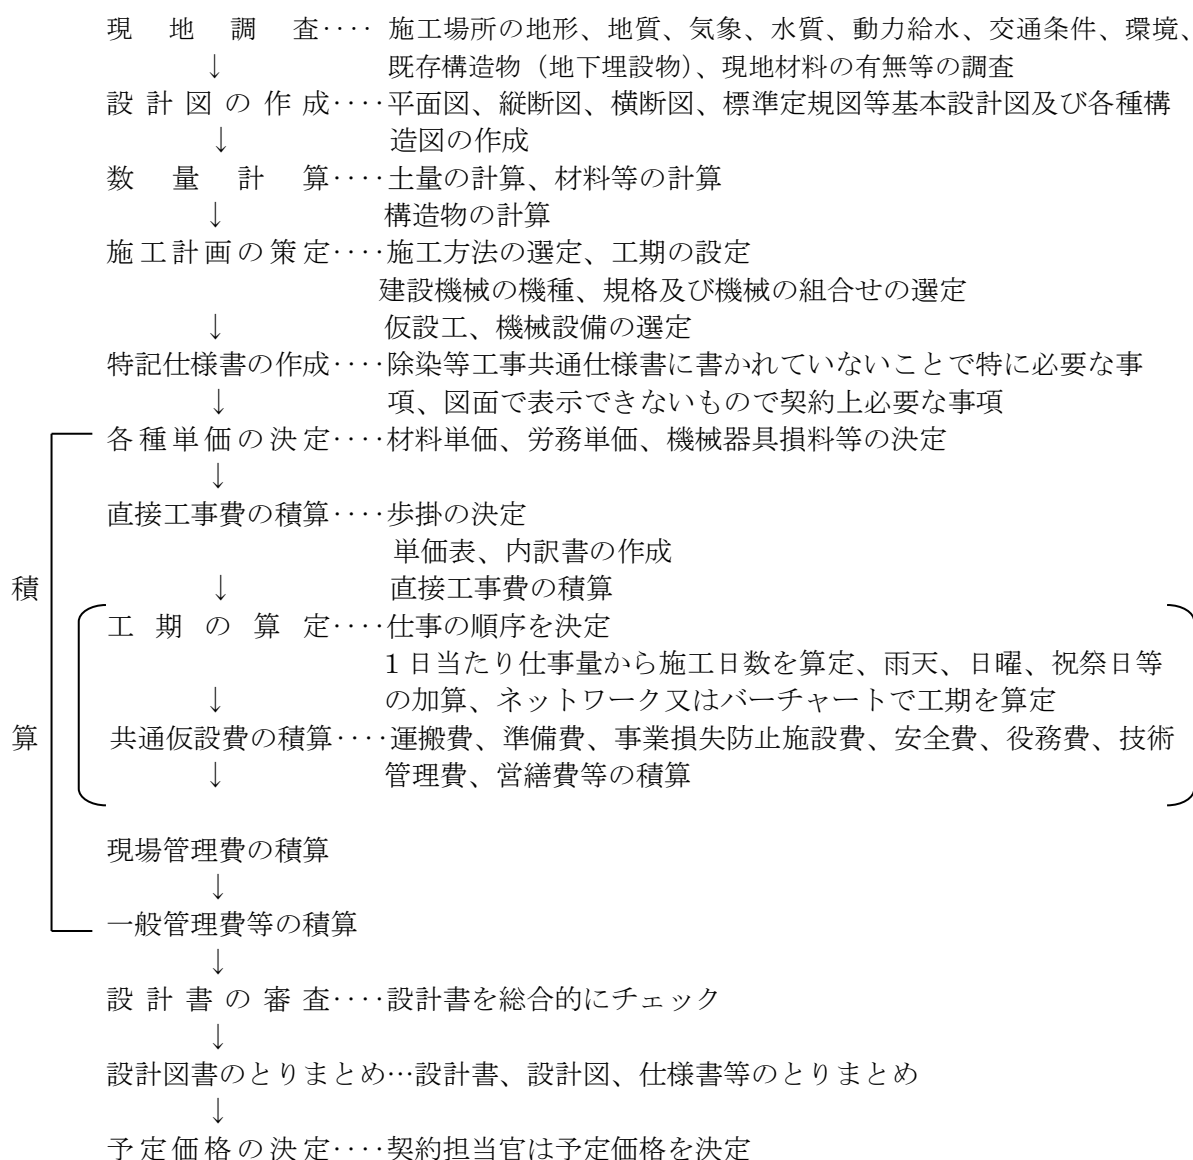 現地調査････ 施工場所の地形、地質、気象、水質、動力給水、交通条件、環境、
↓ 既存構造物（地下埋設物）、現地材料の有無等の調査
設計図の作成････平面図、縦断図、横断図、標準定規図等基本設計図及び各種構
↓ 造図の作成
数量計算････土量の計算、材料等の計算
↓ 構造物の計算
施工計画の策定････施工方法の選定、工期の設定
建設機械の機種、規格及び機械の組合せの選定
↓ 仮設工、機械設備の選定
特記仕様書の作成････除染等工事共通仕様書に書かれていないことで特に必要な事
↓ 項、図面で表示できないもので契約上必要な事項
各種単価の決定････材料単価、労務単価、機械器具損料等の決定
↓
直接工事費の積算････歩掛の決定
単価表、内訳書の作成
積 ↓ 直接工事費の積算
工期の算定････仕事の順序を決定
1 日当たり仕事量から施工日数を算定、雨天、日曜、祝祭日等
↓ の加算、ネットワーク又はバーチャートで工期を算定
算 共通仮設費の積算････運搬費、準備費、事業損失防止施設費、安全費、役務費、技術
↓ 管理費、営繕費等の積算
現場管理費の積算
↓
一般管理費等の積算
↓
設計書の審査････設計書を総合的にチェック
↓
設計図書のとりまとめ…設計書、設計図、仕様書等のとりまとめ
↓
予定価格の決定････契約担当官は予定価格を決定